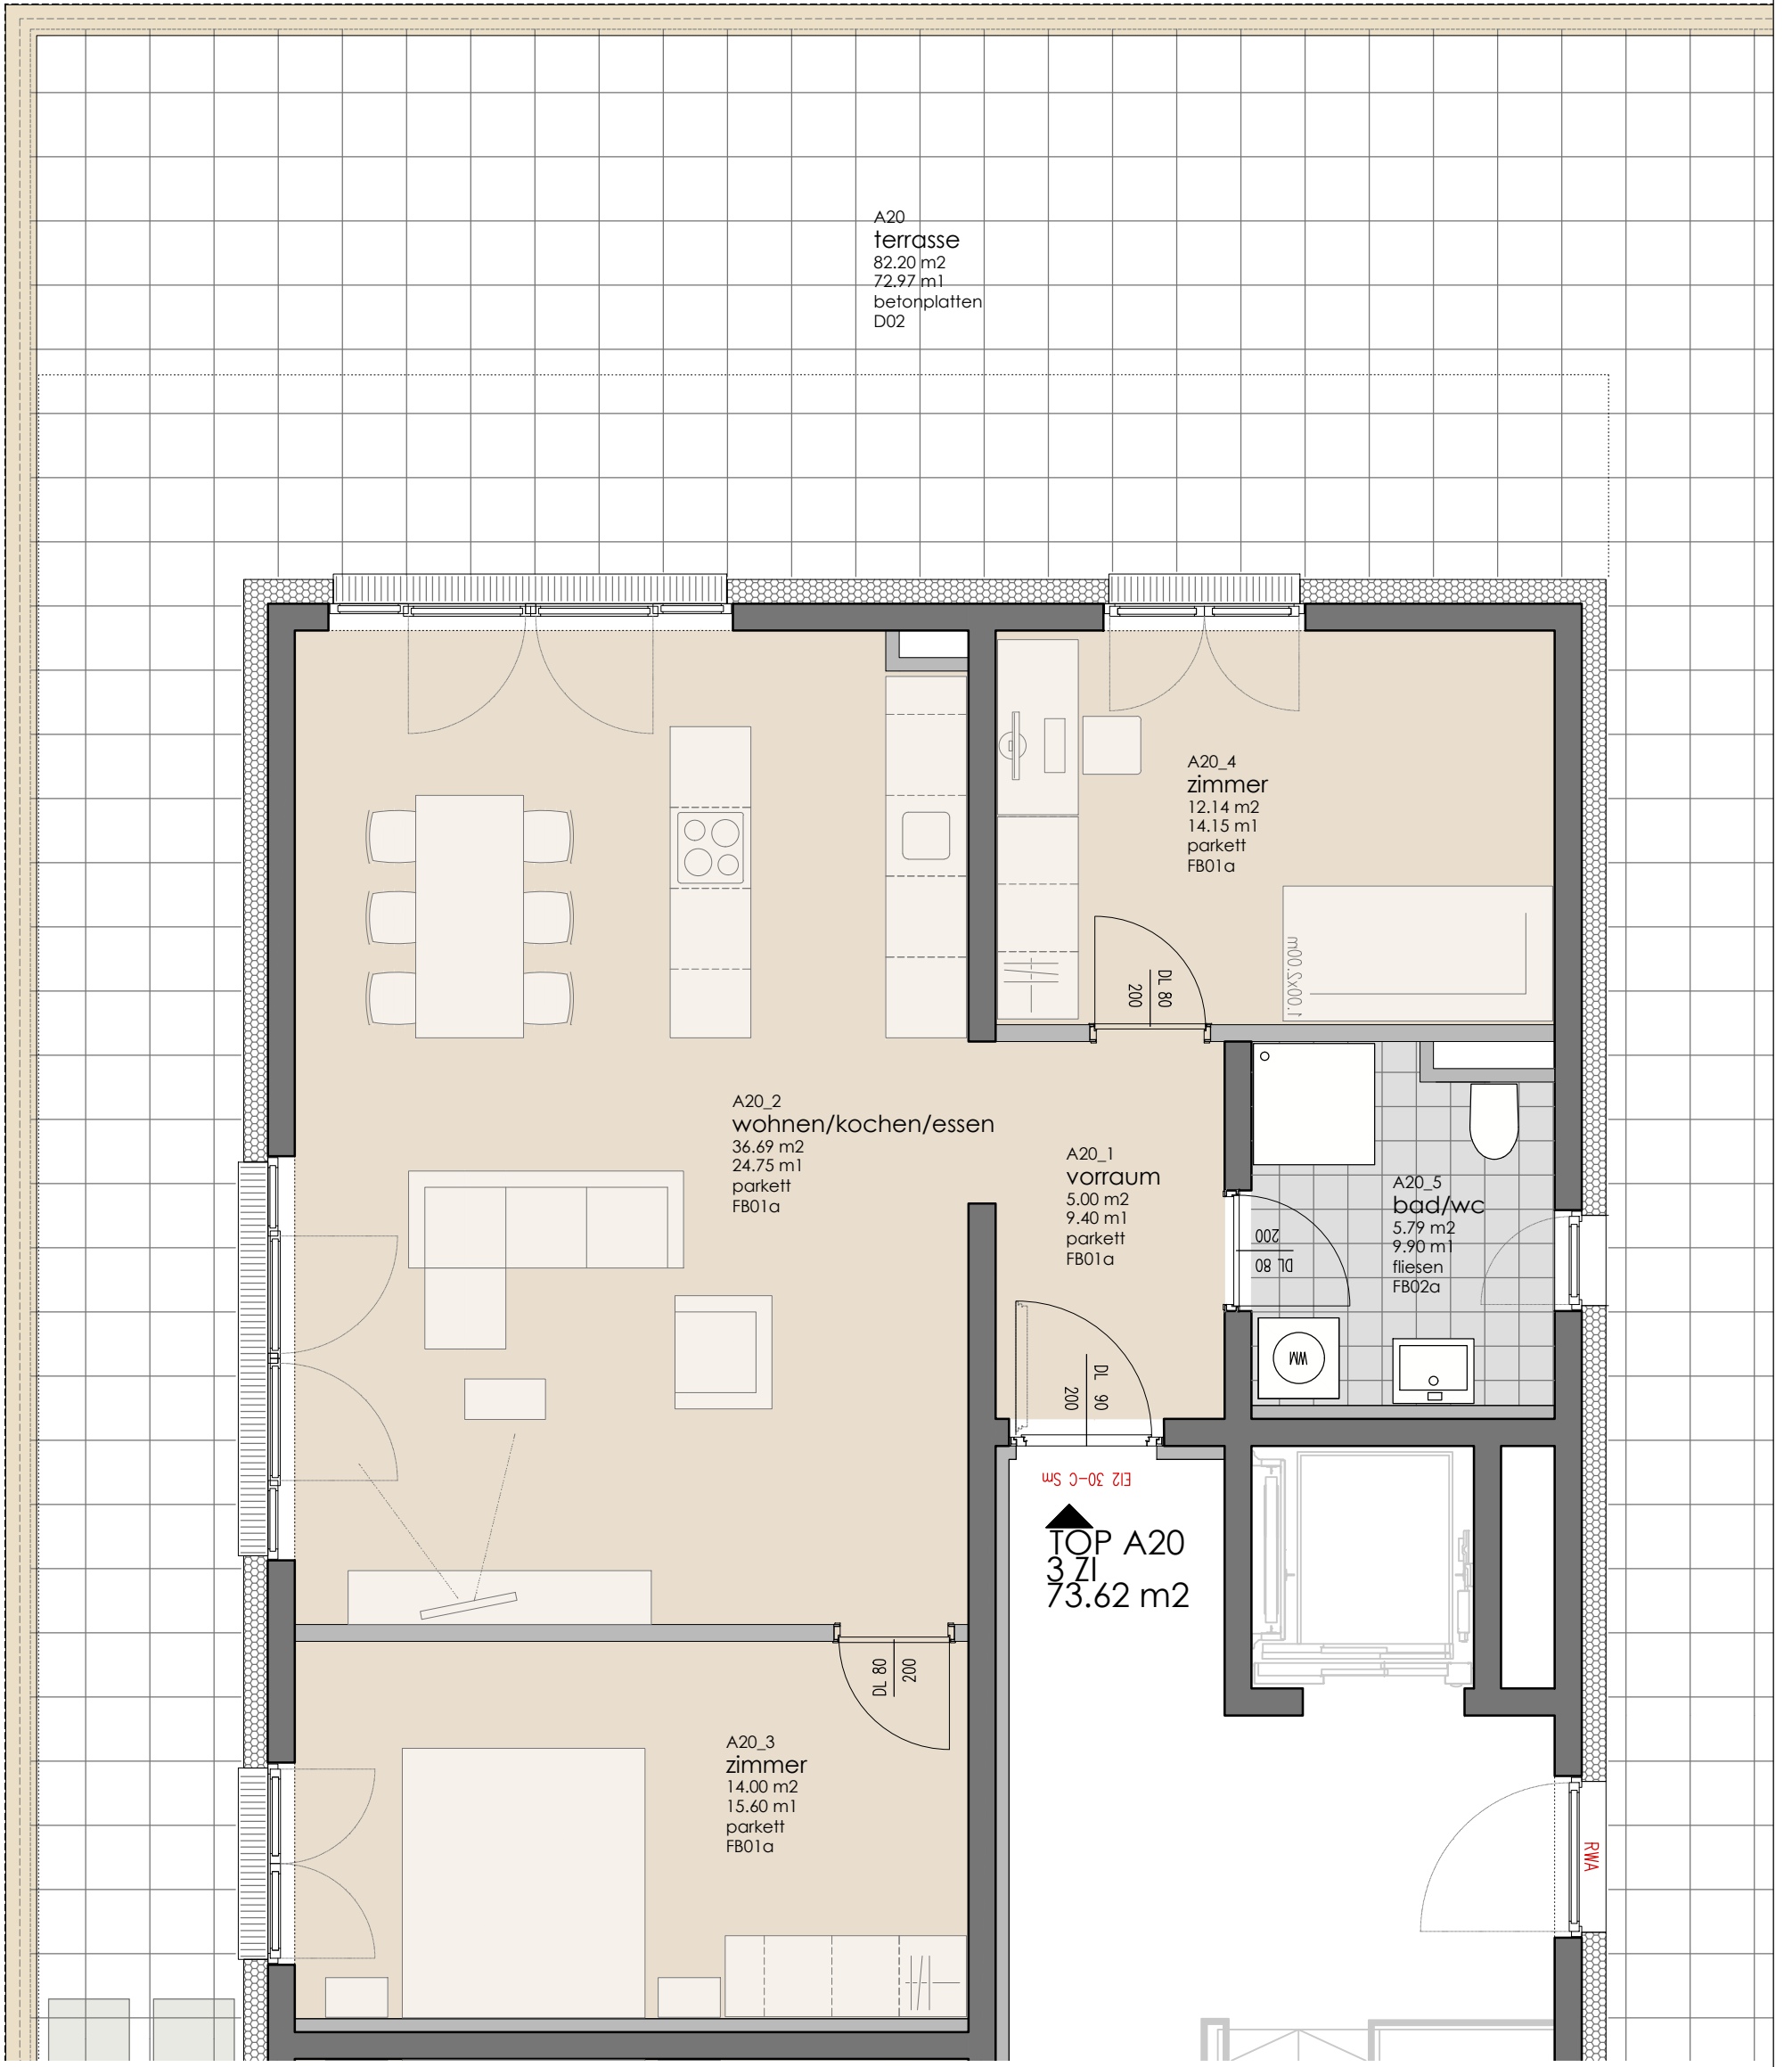 A20
terrasse
82.20 m2
72.97 m1
betonplatten
D02
A20_4
zimmer
12.14 m2
14.15 m1
parkett
FB01a
1.00x2.00m
DL 80
200
A20_2
wohnen/kochen/essen
36.69 m2
24.75 m1
parkett
FB01a
A20_1
vorraum
5.00 m2
9.40 m1
parkett
FB01a
A20_5
bad/wc
5.79 m2
9.90 m1
fliesen
FB02a
DL 80
200
WM
DL 90
200
EI2 30-C Sm
TOP A20
3 ZI
73.62 m2
DL 80
200
A20_3
zimmer
14.00 m2
15.60 m1
parkett
FB01a
RWA